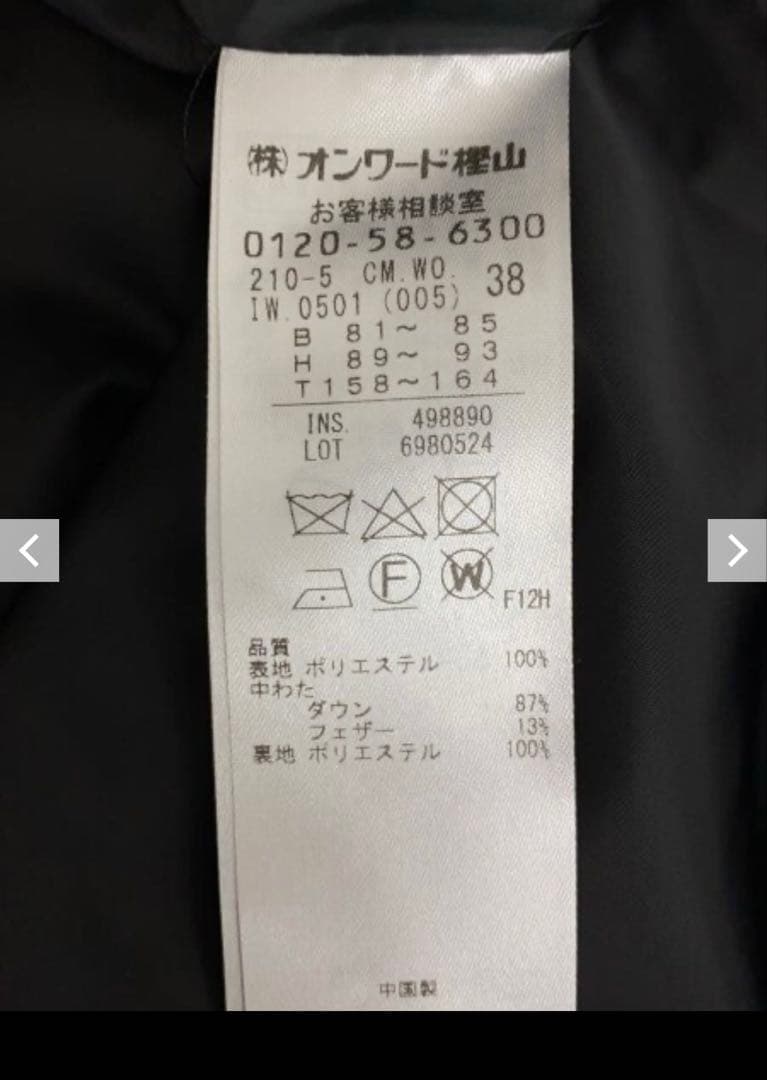 ㈱オンワード樫山
お客様相談室
0120-58-6300
210-5 CM.WO. 38
IW.0501 (005)
B 81〜 85
H 89〜 93
T158〜164
INS. 498890
LOT 6980524
F W F12H
品質
表地 ポリエステル 100%
中わた
ダウン 87%
フェザー 13%
裏地 ポリエステル 100%
中国製